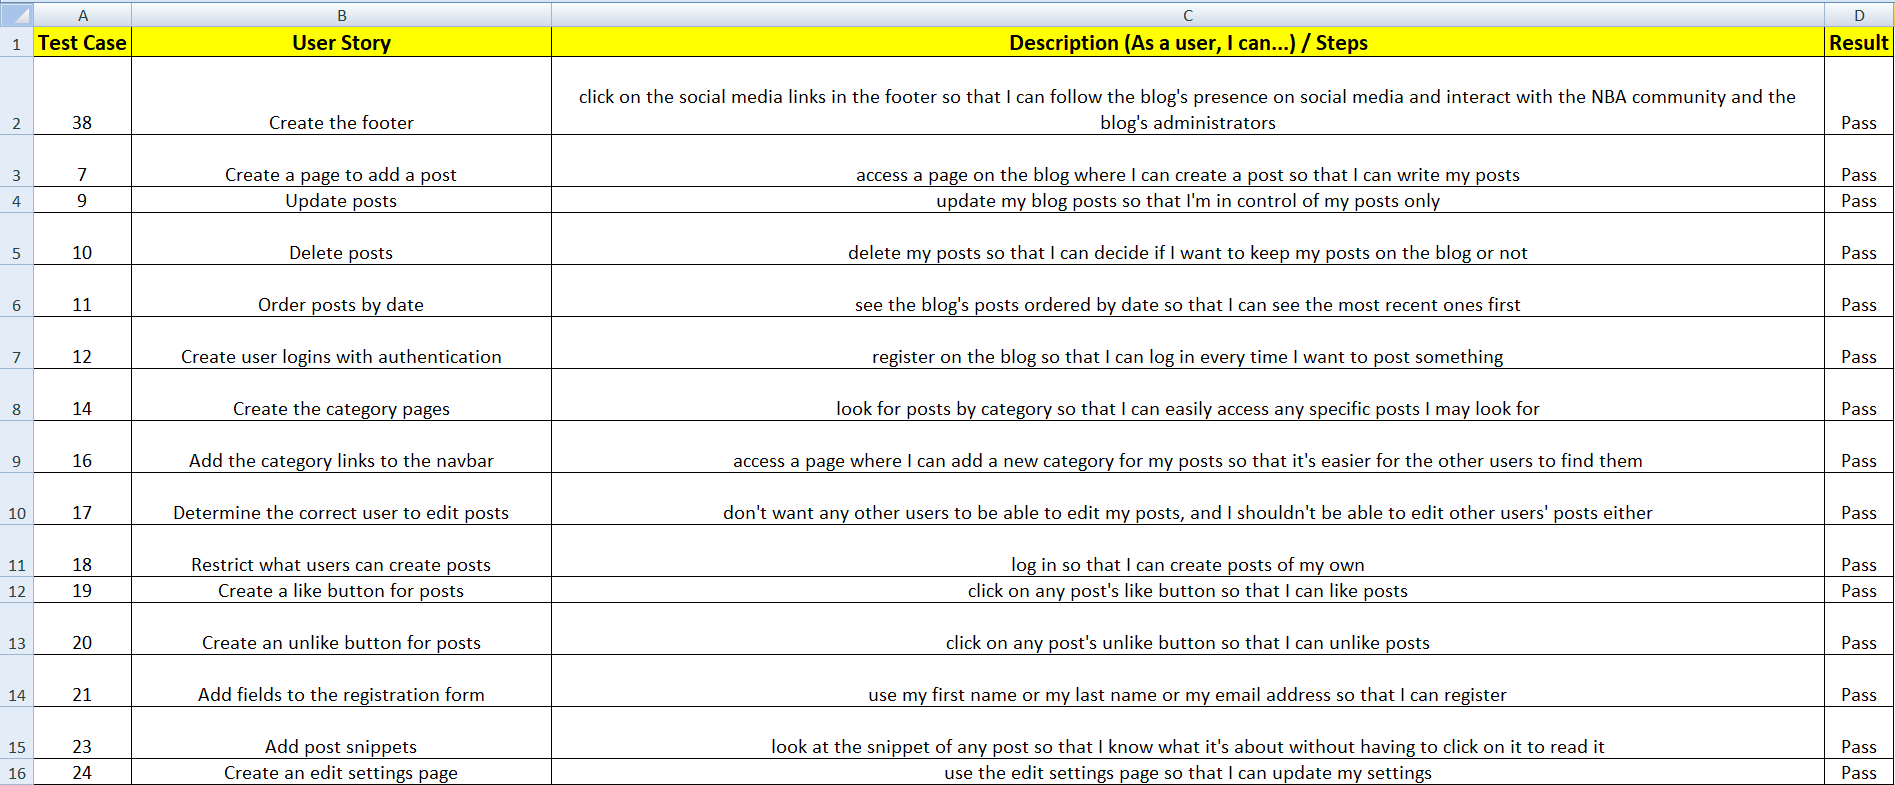 A B C D
1 Test Case User Story Description (As a user, I can...) / Steps Result
click on the social media links in the footer so that I can follow the blog's presence on social media and interact with the NBA community and the
2 38 Create the footer blog's administrators Pass
3 7 Create a page to add a post access a page on the blog where I can create a post so that I can write my posts Pass
4 9 Update posts update my blog posts so that I'm in control of my posts only Pass
5 10 Delete posts delete my posts so that I can decide if I want to keep my posts on the blog or not Pass
6 11 Order posts by date see the blog's posts ordered by date so that I can see the most recent ones first Pass
7 12 Create user logins with authentication register on the blog so that I can log in every time I want to post something Pass
8 14 Create the category pages look for posts by category so that I can easily access any specific posts I may look for Pass
9 16 Add the category links to the navbar access a page where I can add a new category for my posts so that it's easier for the other users to find them Pass
10 17 Determine the correct user to edit posts don't want any other users to be able to edit my posts, and I shouldn't be able to edit other users' posts either Pass
11 18 Restrict what users can create posts log in so that I can create posts of my own Pass
12 19 Create a like button for posts click on any post's like button so that I can like posts Pass
13 20 Create an unlike button for posts click on any post's unlike button so that I can unlike posts Pass
14 21 Add fields to the registration form use my first name or my last name or my email address so that I can register Pass
15 23 Add post snippets look at the snippet of any post so that I know what it's about without having to click on it to read it Pass
16 24 Create an edit settings page use the edit settings page so that I can update my settings Pass